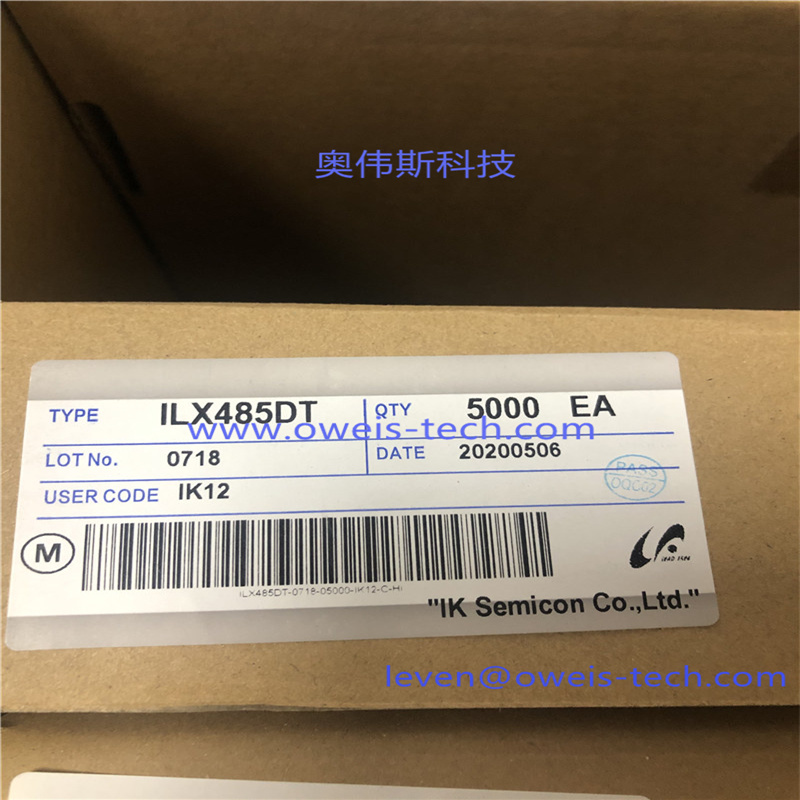 奥伟斯科技
TYPE ILX485DT QTY 5000 EA
www.oweis-tech.com
LOT No. 0718 DATE 20200506
USER CODE IK12
PASS
OQC02
M
ILX485DT-0718-05000-IK12-C-HI
"IK Semicon Co.,Ltd."
leven@oweis-tech.com